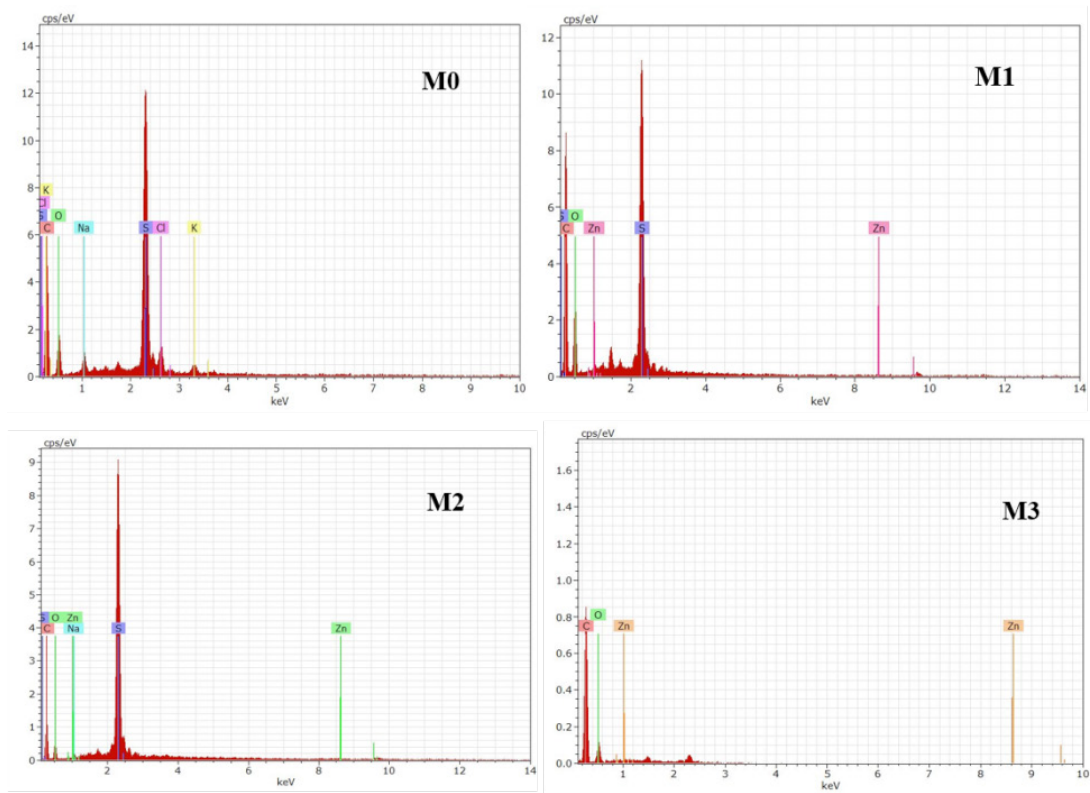 cps/eV
14
12
10
8
6
4
2
0
M0
K
Cl
S
C
O
Na
S
Cl
K
1 2 3 4 5 6 7 8 9 10
keV
cps/eV
12
10
8
6
4
2
0
M1
S
C
O
Zn
S
Zn
2 4 6 8 10 12 14
keV
cps/eV
9
8
7
6
5
4
3
2
1
0
M2
S O Zn
C Na S Zn
2 4 6 8 10 12 14
keV
cps/eV
1.6
1.4
1.2
1.0
0.8
0.6
0.4
0.2
0.0
M3
O
C Zn Zn
1 2 3 4 5 6 7 8 9 10
keV